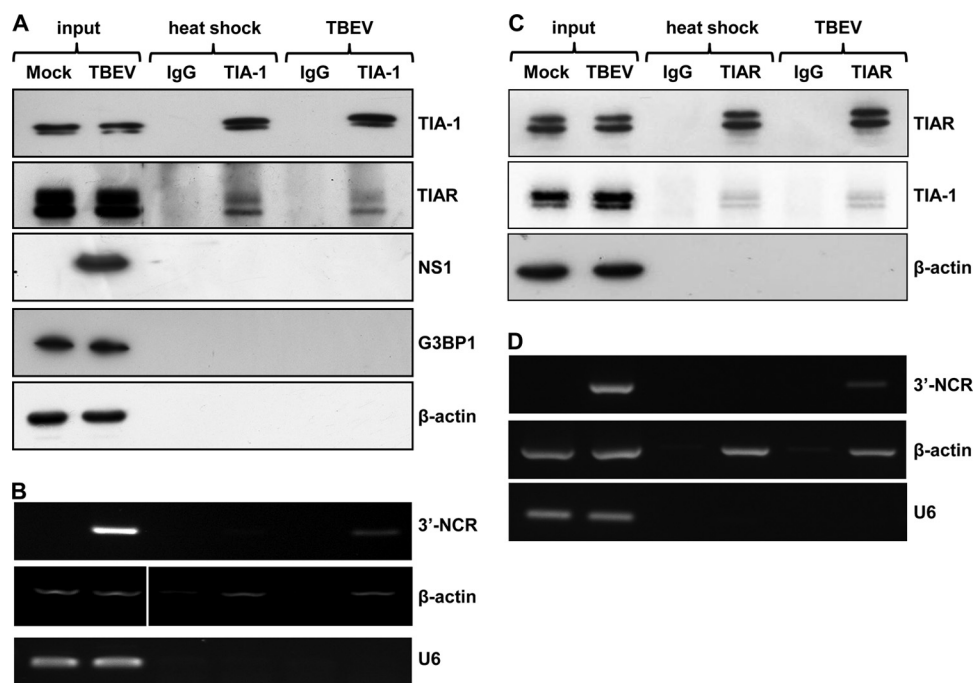 A
input heat shock TBEV
Mock TBEV IgG TIA-1 IgG TIA-1
TIA-1
TIAR
NS1
G3BP1
β-actin
B
3’-NCR
β-actin
U6
C
input heat shock TBEV
Mock TBEV IgG TIAR IgG TIAR
TIAR
TIA-1
β-actin
D
3’-NCR
β-actin
U6